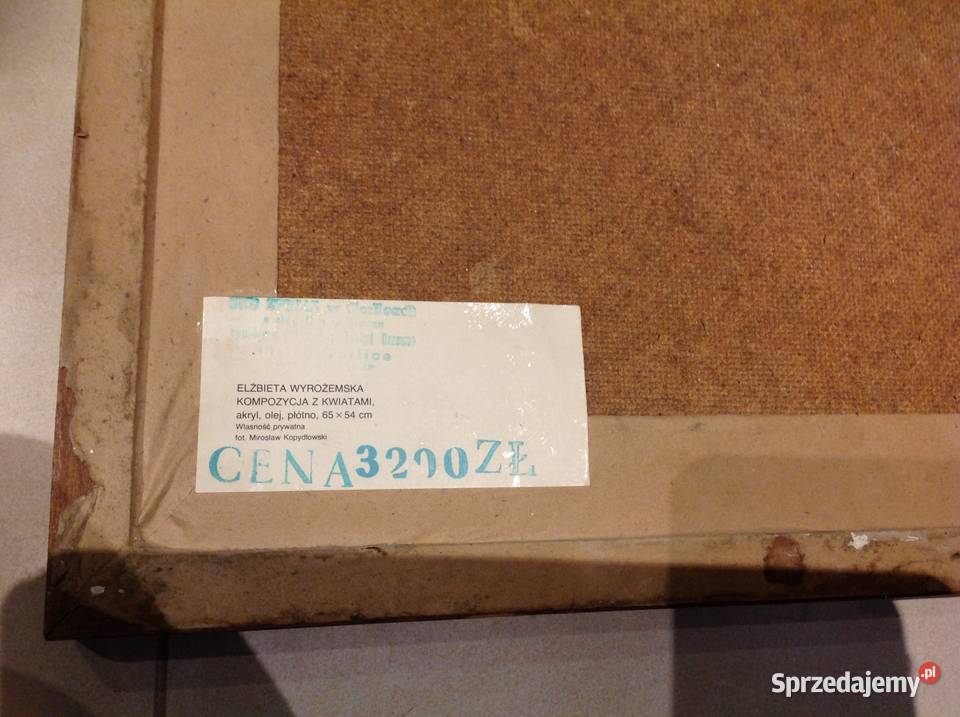 ELŻBIETA WYROŻEMSKA
KOMPOZYCJA Z KWIATAMI,
akryl, olej, płótno, 65 × 54 cm
Własność prywatna
fot. Mirosław Kopydłowski
CENA 3200 ZŁ
Sprzedajemy.pl